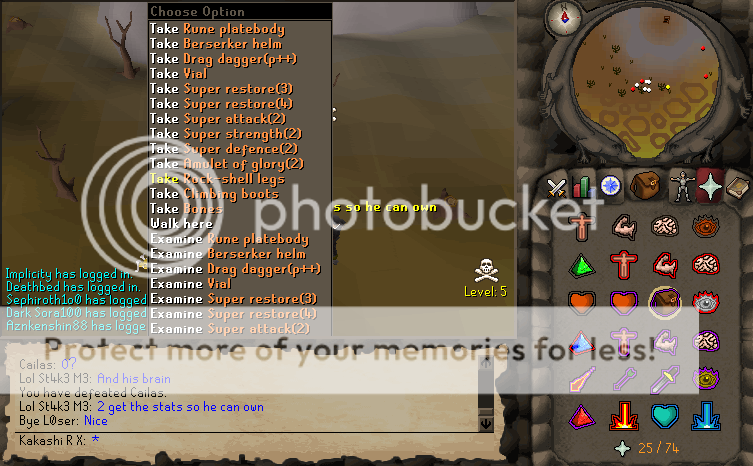 Choose Option
Take Rune platebody
Take Berserker helm
Take Drag dagger(p++)
Take Vial
Take Super restore(3)
Take Super restore(4)
Take Super attack(2)
Take Super strength(2)
Take Super defence(2)
Take Amulet of glory(2)
Take Rock-shell legs
Take Climbing boots
Take Bones
Walk here
Examine Rune platebody
Examine Berserker helm
Examine Drag dagger(p++)
Examine Vial
Examine Super restore(3)
Examine Super restore(4)
Examine Super attack(2)
s so he can own
photobucket
Level: 5
Implicity has logged in.
Deathbed has logged in.
Sephiroth1o0 has logged
Dark Sora100 has logged
Aznkenshin88 has logge
Protect more of your memories for less!
Cailas: O?
Lol St4k3 M3: And his brain
You have defeated Cailas.
Lol St4k3 M3: 2 get the stats so he can own
Bye L0ser: Nice
Kakashi R X: *
25 / 74